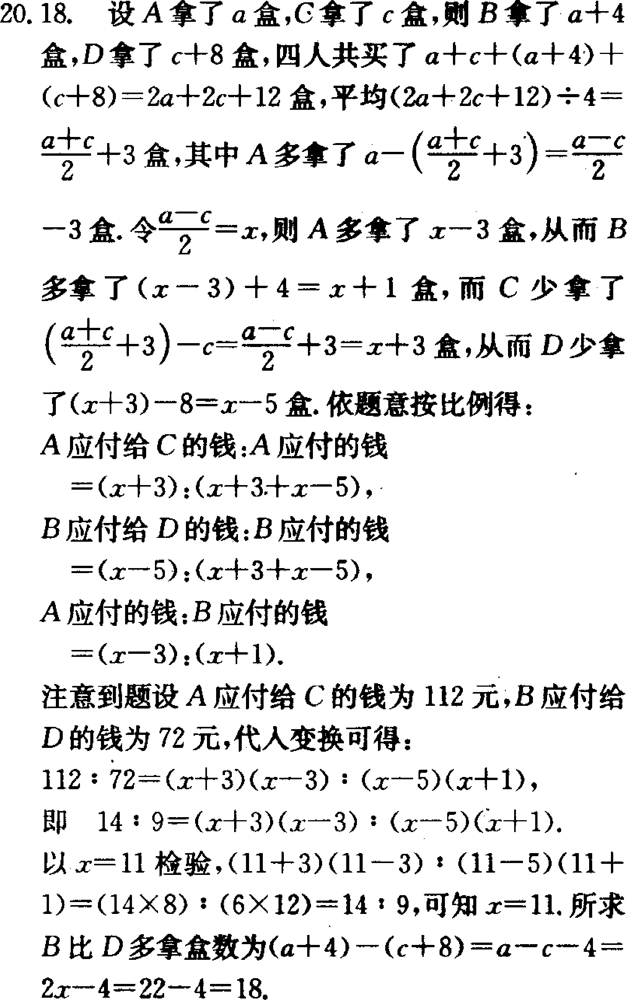 20. 18. 设 A 拿了 a 盒,C 拿了 c 盒,则 B 拿了 a+4
盒,D 拿了 c+8 盒,四人共买了 a+c+(a+4)+
(c+8)=2a+2c+12 盒,平均(2a+2c+12)÷4=
\frac{a+c}{2}+3 盒,其中 A 多拿了 a-(\frac{a+c}{2}+3)=\frac{a-c}{2}
-3 盒. 令\frac{a-c}{2}=x,则 A 多拿了 x-3 盒,从而 B
多拿了(x-3)+4=x+1 盒,而 C 少拿了
(\frac{a+c}{2}+3)-c=\frac{a-c}{2}+3=x+3 盒,从而 D 少拿
了(x+3)-8=x-5 盒. 依题意按比例得:
A 应付给 C 的钱:A 应付的钱
=(x+3):(x+3+x-5),
B 应付给 D 的钱:B 应付的钱
=(x-5):(x+3+x-5),
A 应付的钱:B 应付的钱
=(x-3):(x+1).
注意到题设 A 应付给 C 的钱为 112 元,B 应付给
D 的钱为 72 元,代人变换可得:
112:72=(x+3)(x-3):(x-5)(x+1),
即 14:9=(x+3)(x-3):(x-5)(x+1).
以 x=11 检验,(11+3)(11-3):(11-5)(11+
1)=(14×8):(6×12)=14:9,可知 x=11. 所求
B 比 D 多拿盒数为(a+4)-(c+8)=a-c-4=
2x-4=22-4=18.